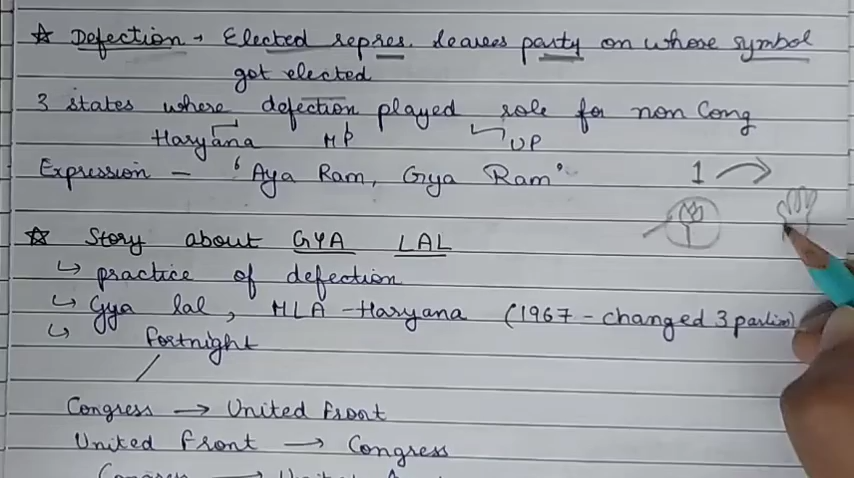 ☆ Defection → Elected repres. leaves party on whose symbol
got elected
3 states where defection played role for non Cong
Haryana MP UP
Expression - 'Aya Ram, Gya Ram'
1
☆ Story about GYA LAL
↳ practice of defection
↳ Gya lal, MLA - Haryana (1967 - changed 3 parties)
↳ fortnight
Congress → United Front
United Front → Congress
Congress →